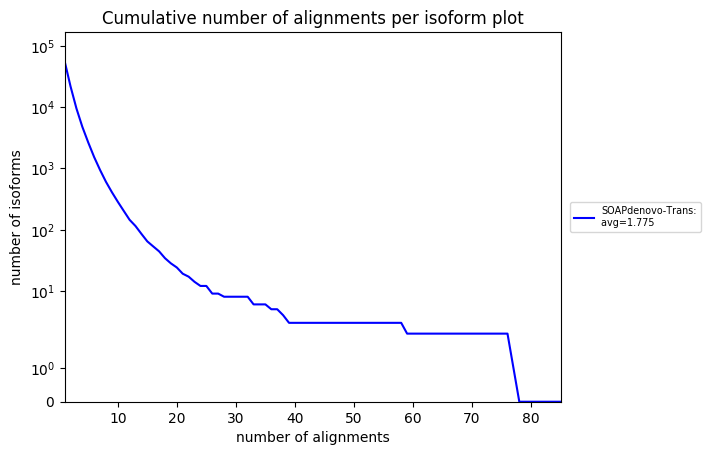 Cumulative number of alignments per isoform plot
number of isoforms
10^5
10^4
10^3
10^2
10^1
10^0
0
10 20 30 40 50 60 70 80
number of alignments
SOAPdenovo-Trans:
avg=1.775